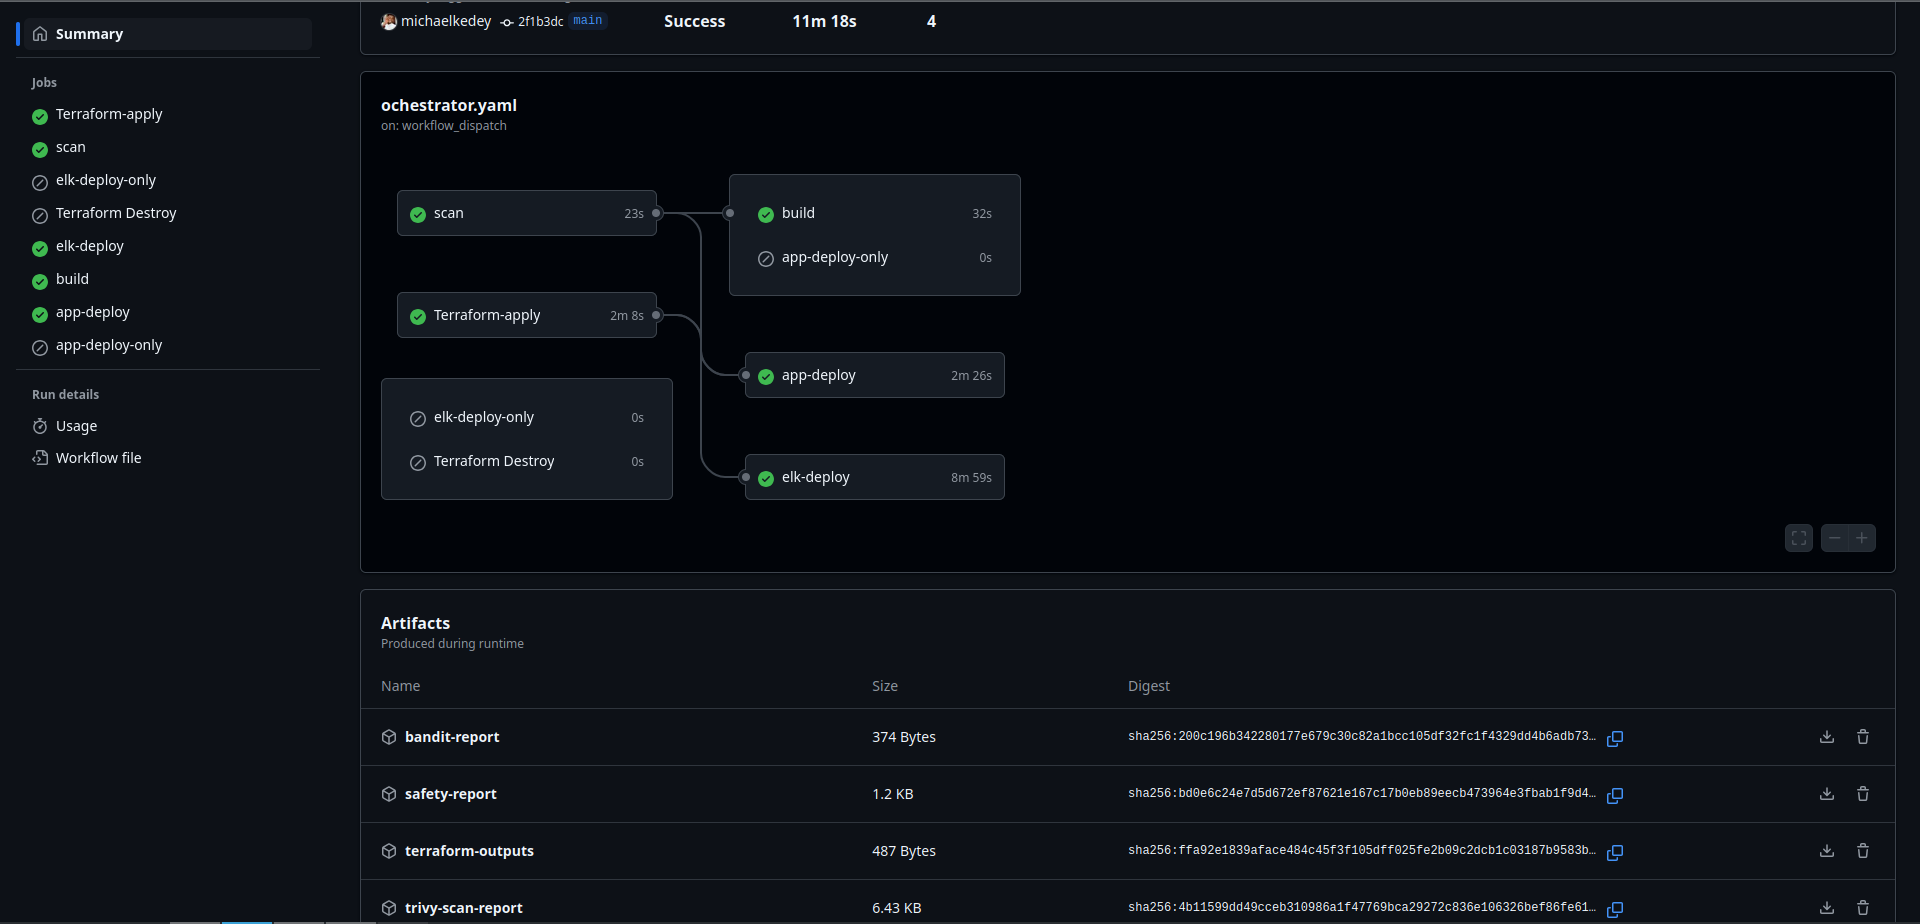 Summary
Jobs
Terraform-apply
scan
elk-deploy-only
Terraform Destroy
elk-deploy
build
app-deploy
app-deploy-only
Run details
Usage
Workflow file
michaelkedey 2f1b3dc main Success 11m 18s 4
ochestrator.yaml
on: workflow_dispatch
scan 23s
build 32s
app-deploy-only 0s
Terraform-apply 2m 8s
app-deploy 2m 26s
elk-deploy-only 0s
Terraform Destroy 0s
elk-deploy 8m 59s
Artifacts
Produced during runtime
Name Size Digest
bandit-report 374 Bytes sha256:200c196b342280177e679c30c82a1bcc105df32fc1f4329dd4b6adb73…
safety-report 1.2 KB sha256:bd0e6c24e7d5d672ef87621e167c17b0eb89eecb473964e3fbab1f9d4…
terraform-outputs 487 Bytes sha256:ffa92e1839aface484c45f3f105dff025fe2b09c2dcb1c03187b9583b…
trivy-scan-report 6.43 KB sha256:4b11599dd49cceb310986a1f47769bca29272c836e106326bef86fe61…